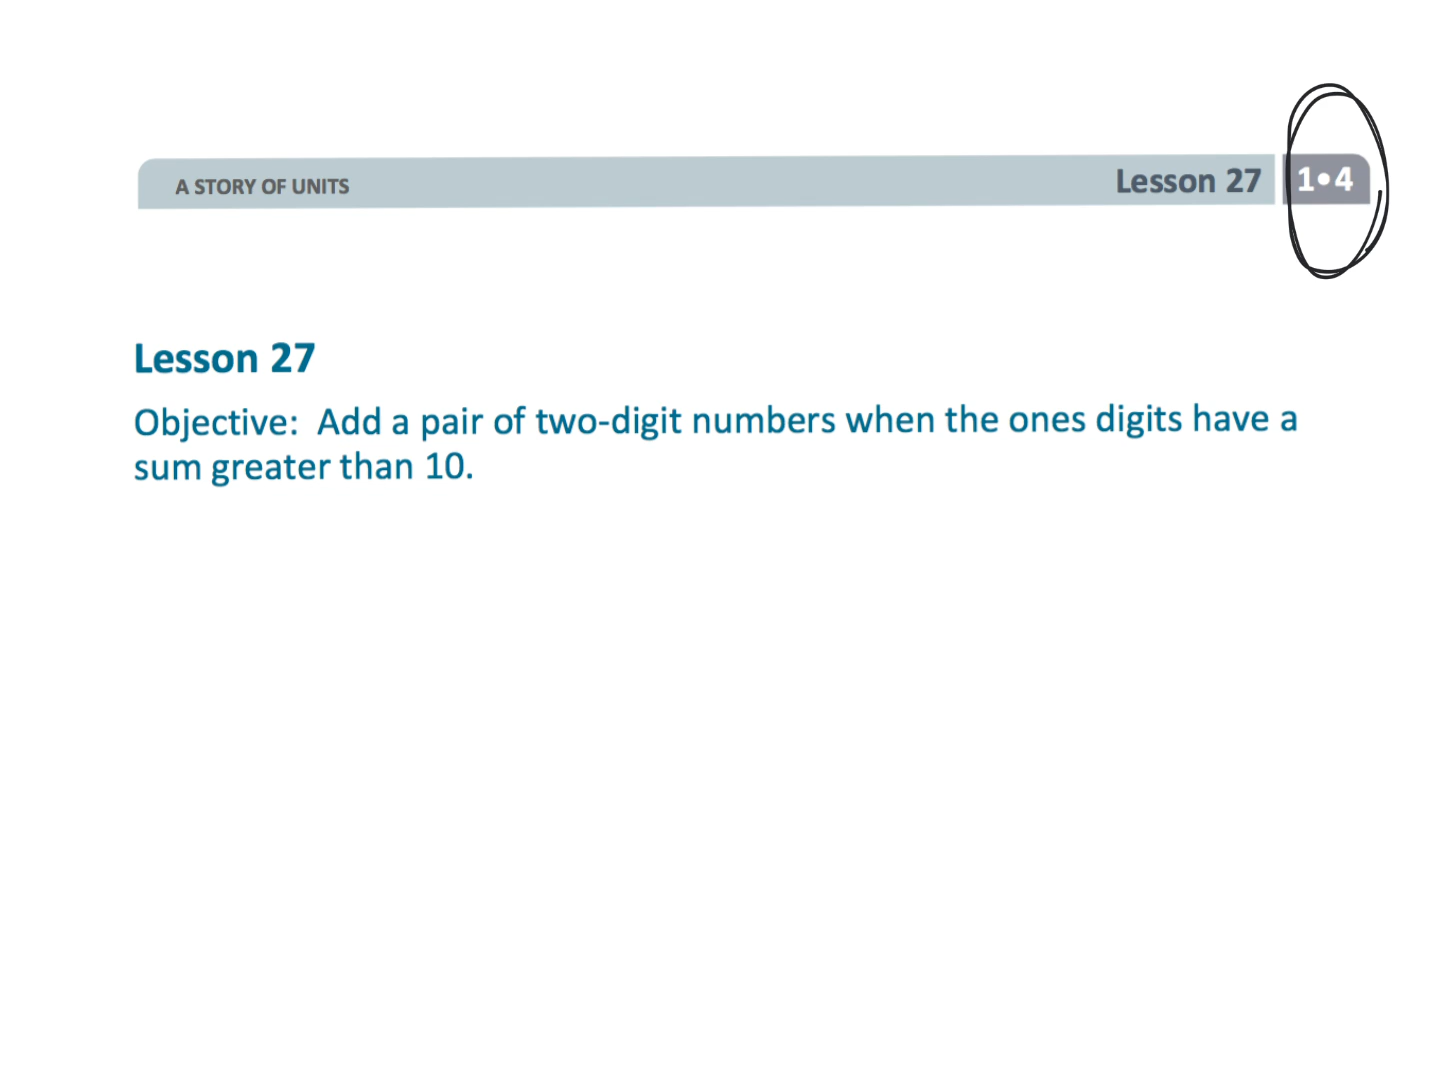 A STORY OF UNITS
Lesson 27
1•4
Lesson 27
Objective:  Add a pair of two-digit numbers when the ones digits have a
sum greater than 10.